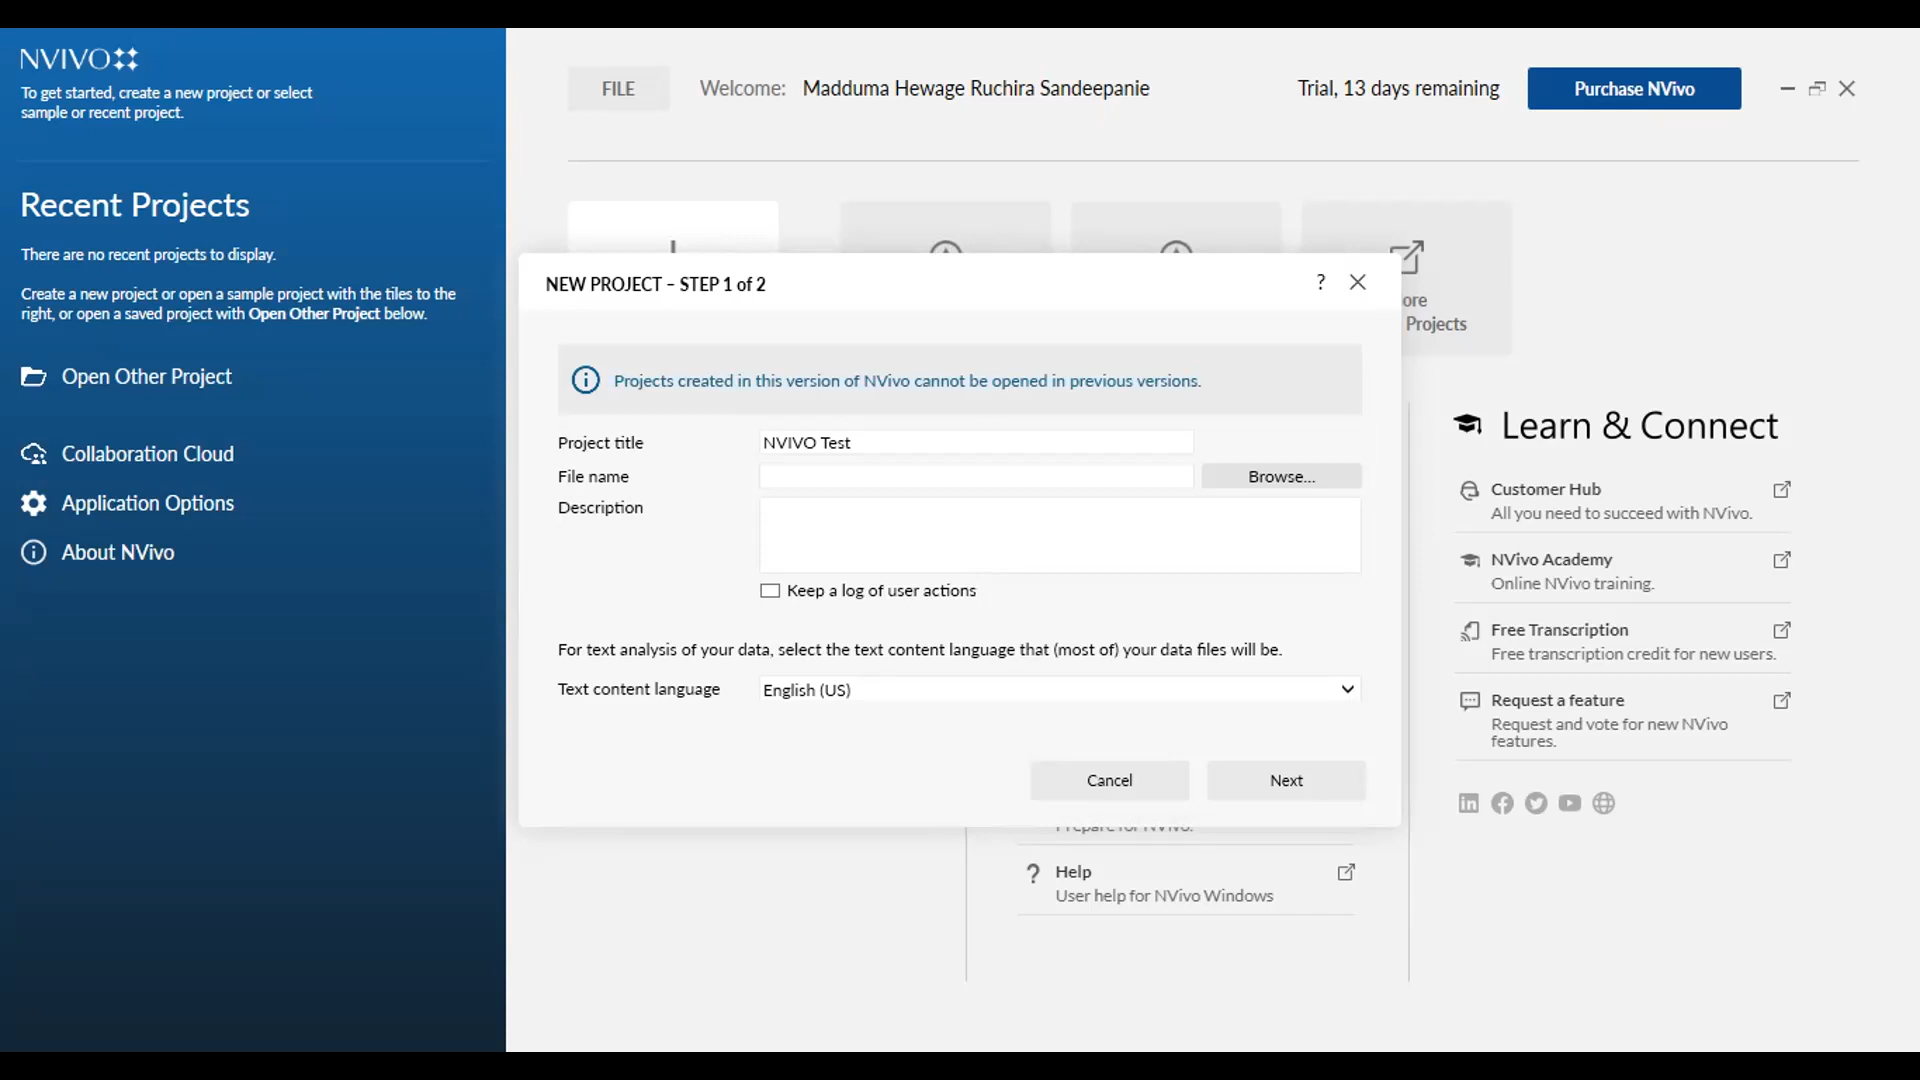 NVIVO
To get started, create a new project or select
sample or recent project.
Recent Projects
There are no recent projects to display.
Create a new project or open a sample project with the tiles to the
right, or open a saved project with Open Other Project below.
Open Other Project
Collaboration Cloud
Application Options
About NVivo
FILE
Welcome: Madduma Hewage Ruchira Sandeepanie
Trial, 13 days remaining
Purchase NVivo
Projects
NEW PROJECT – STEP 1 of 2
?
Projects created in this version of NVivo cannot be opened in previous versions.
Project title
NVIVO Test
File name
Browse...
Description
Keep a log of user actions
For text analysis of your data, select the text content language that (most of) your data files will be.
Text content language
English (US)
Cancel
Next
Prepare for NVivo.
? Help
User help for NVivo Windows
Learn & Connect
Customer Hub
All you need to succeed with NVivo.
NVivo Academy
Online NVivo training.
Free Transcription
Free transcription credit for new users.
Request a feature
Request and vote for new NVivo
features.